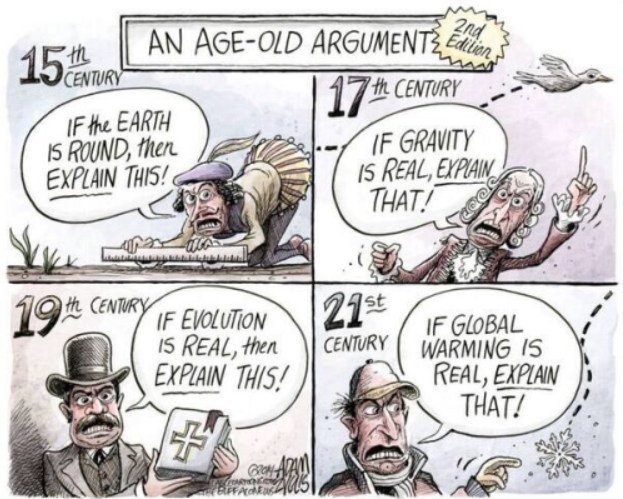 AN AGE-OLD ARGUMENT
2nd
Edition
15th
CENTURY
IF the EARTH
IS ROUND, then
EXPLAIN THIS!
17th CENTURY
IF GRAVITY
IS REAL, EXPLAIN
THAT!
19th CENTURY
IF EVOLUTION
IS REAL, then
EXPLAIN THIS!
©2014 ADAM
21st
CENTURY
IF GLOBAL
WARMING IS
REAL, EXPLAIN
THAT!